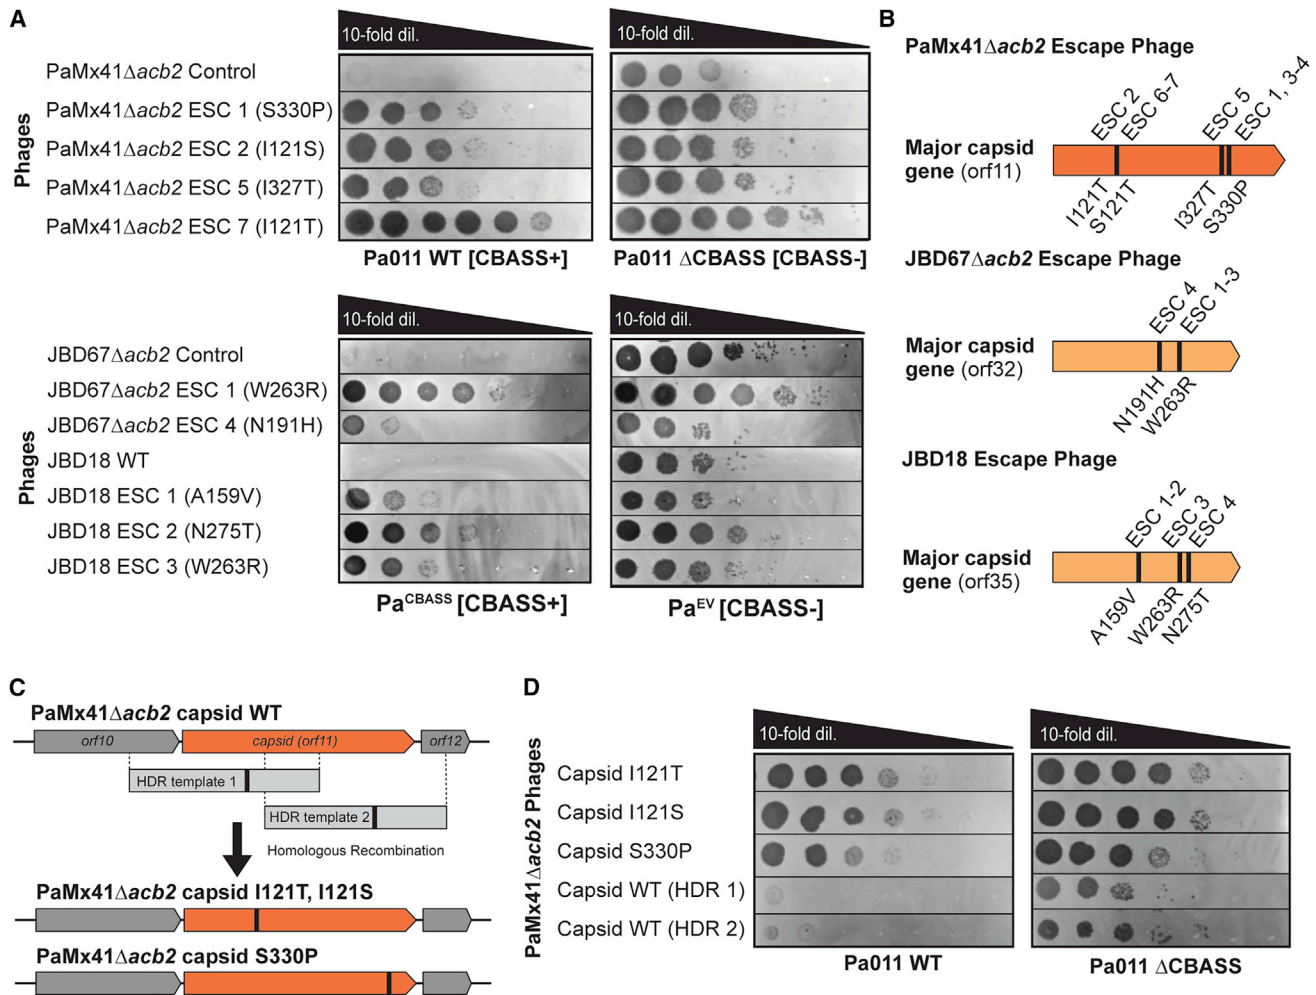 A
10-fold dil.
10-fold dil.
Phages
PaMx41Δacb2 Control
PaMx41Δacb2 ESC 1 (S330P)
PaMx41Δacb2 ESC 2 (I121S)
PaMx41Δacb2 ESC 5 (I327T)
PaMx41Δacb2 ESC 7 (I121T)
Pa011 WT [CBASS+]
Pa011 ΔCBASS [CBASS-]
10-fold dil.
10-fold dil.
Phages
JBD67Δacb2 Control
JBD67Δacb2 ESC 1 (W263R)
JBD67Δacb2 ESC 4 (N191H)
JBD18 WT
JBD18 ESC 1 (A159V)
JBD18 ESC 2 (N275T)
JBD18 ESC 3 (W263R)
Pa^CBASS [CBASS+]
Pa^EV [CBASS-]
B
PaMx41Δacb2 Escape Phage
ESC 2
ESC 6-7
ESC 5
ESC 1, 3-4
Major capsid
gene (orf11)
I121T
S121T
I327T
S330P
JBD67Δacb2 Escape Phage
ESC 4
ESC 1-3
Major capsid
gene (orf32)
N191H
W263R
JBD18 Escape Phage
ESC 1-2
ESC 3
ESC 4
Major capsid
gene (orf35)
A159V
W263R
N275T
C
PaMx41Δacb2 capsid WT
orf10
capsid (orf11)
orf12
HDR template 1
HDR template 2
Homologous Recombination
PaMx41Δacb2 capsid I121T, I121S
PaMx41Δacb2 capsid S330P
D
10-fold dil.
10-fold dil.
PaMx41Δacb2 Phages
Capsid I121T
Capsid I121S
Capsid S330P
Capsid WT (HDR 1)
Capsid WT (HDR 2)
Pa011 WT
Pa011 ΔCBASS